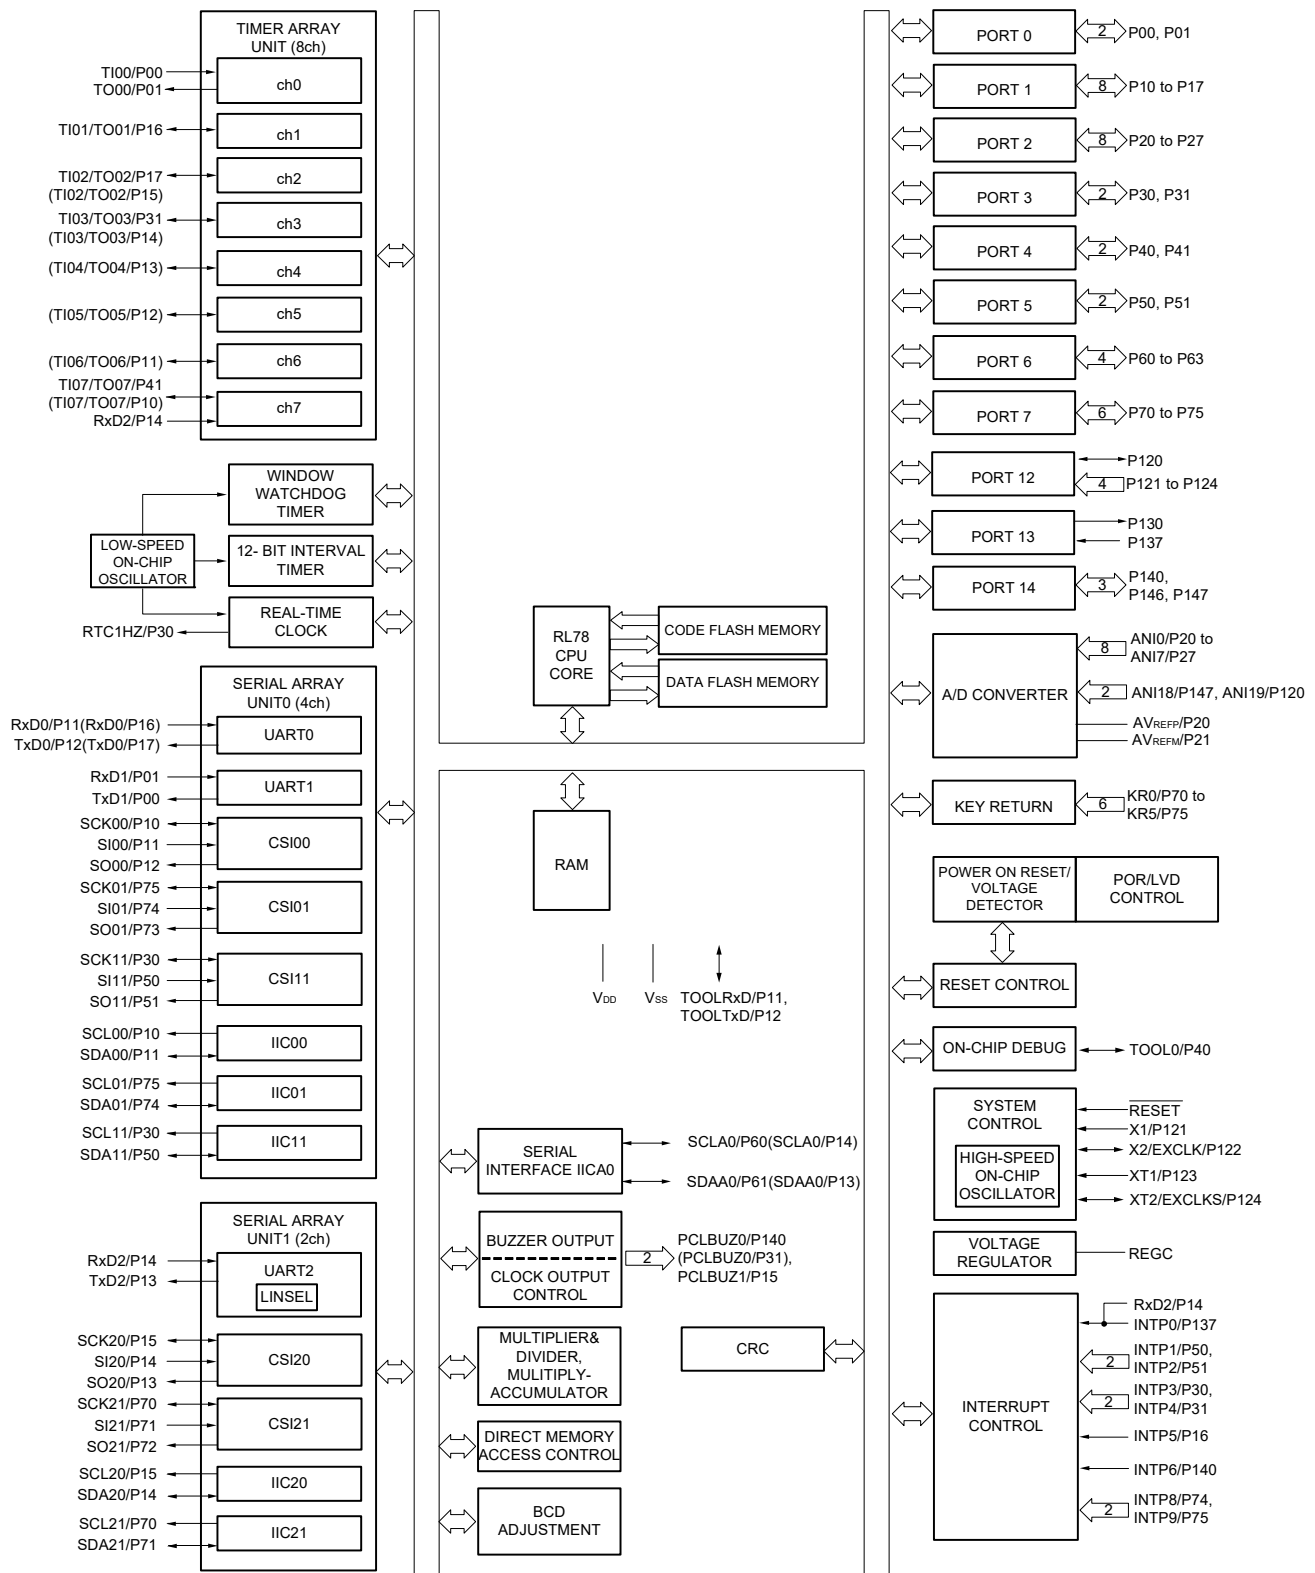 TIMER ARRAY
UNIT (8ch)
TI00/P00
TO00/P01
ch0
TI01/TO01/P16
ch1
TI02/TO02/P17
(TI02/TO02/P15)
ch2
TI03/TO03/P31
(TI03/TO03/P14)
ch3
(TI04/TO04/P13)
ch4
(TI05/TO05/P12)
ch5
(TI06/TO06/P11)
ch6
TI07/TO07/P41
(TI07/TO07/P10)
RxD2/P14
ch7
WINDOW
WATCHDOG
TIMER
LOW-SPEED
ON-CHIP
OSCILLATOR
12- BIT INTERVAL
TIMER
REAL-TIME
CLOCK
RTC1HZ/P30
SERIAL ARRAY
UNIT0 (4ch)
RxD0/P11(RxD0/P16)
TxD0/P12(TxD0/P17)
UART0
RxD1/P01
TxD1/P00
UART1
SCK00/P10
SI00/P11
SO00/P12
CSI00
SCK01/P75
SI01/P74
SO01/P73
CSI01
SCK11/P30
SI11/P50
SO11/P51
CSI11
SCL00/P10
SDA00/P11
IIC00
SCL01/P75
SDA01/P74
IIC01
SCL11/P30
SDA11/P50
IIC11
SERIAL ARRAY
UNIT1 (2ch)
RxD2/P14
TxD2/P13
UART2
LINSEL
SCK20/P15
SI20/P14
SO20/P13
CSI20
SCK21/P70
SI21/P71
SO21/P72
CSI21
SCL20/P15
SDA20/P14
IIC20
SCL21/P70
SDA21/P71
IIC21
RL78
CPU
CORE
CODE FLASH MEMORY
DATA FLASH MEMORY
RAM
VDD
VSS
TOOLRxD/P11,
TOOLTxD/P12
SERIAL
INTERFACE IICA0
SCLA0/P60(SCLA0/P14)
SDAA0/P61(SDAA0/P13)
BUZZER OUTPUT
CLOCK OUTPUT
CONTROL
2
PCLBUZ0/P140
(PCLBUZ0/P31),
PCLBUZ1/P15
MULTIPLIER&
DIVIDER,
MULITIPLY-
ACCUMULATOR
CRC
DIRECT MEMORY
ACCESS CONTROL
BCD
ADJUSTMENT
PORT 0
2
P00, P01
PORT 1
8
P10 to P17
PORT 2
8
P20 to P27
PORT 3
2
P30, P31
PORT 4
2
P40, P41
PORT 5
2
P50, P51
PORT 6
4
P60 to P63
PORT 7
6
P70 to P75
PORT 12
P120
4
P121 to P124
PORT 13
P130
P137
PORT 14
3
P140,
P146, P147
A/D CONVERTER
8
ANI0/P20 to
ANI7/P27
2
ANI18/P147, ANI19/P120
AVREFP/P20
AVREFM/P21
KEY RETURN
6
KR0/P70 to
KR5/P75
POWER ON RESET/
VOLTAGE
DETECTOR
POR/LVD
CONTROL
RESET CONTROL
ON-CHIP DEBUG
TOOL0/P40
SYSTEM
CONTROL
HIGH-SPEED
ON-CHIP
OSCILLATOR
RESET
X1/P121
X2/EXCLK/P122
XT1/P123
XT2/EXCLKS/P124
VOLTAGE
REGULATOR
REGC
INTERRUPT
CONTROL
RxD2/P14
INTP0/P137
2
INTP1/P50,
INTP2/P51
2
INTP3/P30,
INTP4/P31
INTP5/P16
INTP6/P140
2
INTP8/P74,
INTP9/P75